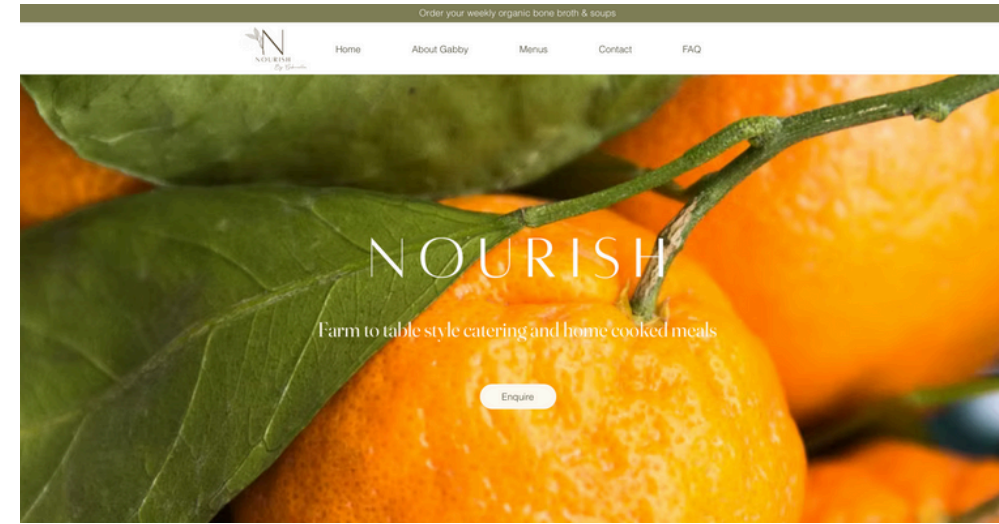 Order your weekly organic bone broth & soups
N
NOURISH
Home
About Gabby
Menus
Contact
FAQ
NOURISH
Farm to table style catering and home cooked meals
Enquire